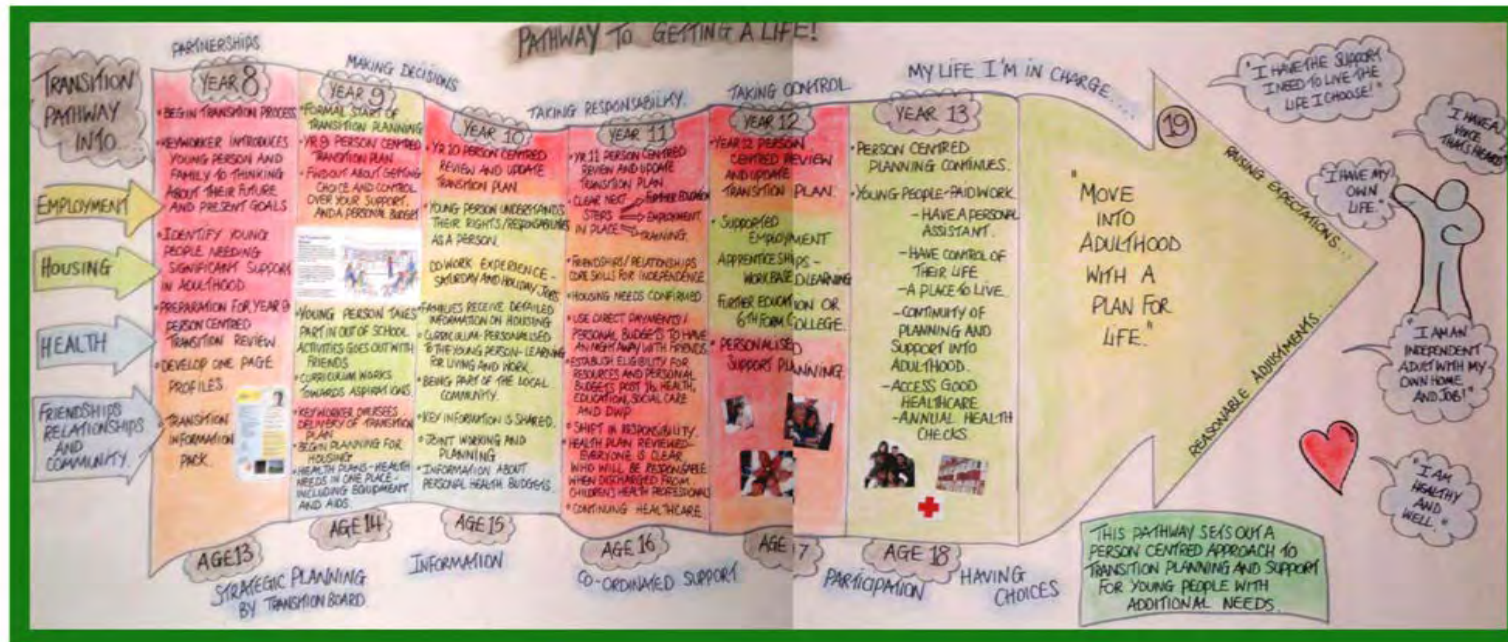 PATHWAY TO GETTING A LIFE!
TRANSITION
PATHWAY
INTO...
EMPLOYMENT
HOUSING
HEALTH
FRIENDSHIPS
RELATIONSHIPS
AND
COMMUNITY.
PARTNERSHIPS
MAKING DECISIONS
TAKING RESPONSABILITY.
TAKING CONTROL
MY LIFE I'M IN CHARGE....
YEAR 8
• BEGIN TRANSITION PROCESS
• KEYWORKER INTRODUCES
YOUNG PERSON AND
FAMILY TO THINKING
ABOUT THEIR FUTURE
AND PRESENT GOALS
• IDENTIFY YOUNG
PEOPLE NEEDING
SIGNIFICANT SUPPORT
IN ADULTHOOD
• PREPARATION FOR YEAR 9
PERSON CENTRED
TRANSITION REVIEW
• DEVELOP ONE PAGE
PROFILES
• TRANSITION
INFORMATION
PACK.
AGE 13
YEAR 9
• FORMAL START OF
TRANSITION PLANNING
• YR 9 PERSON CENTRED
TRANSITION PLAN
• FIND OUT ABOUT GETTING
CHOICE AND CONTROL
OVER YOUR SUPPORT.
AND A PERSONAL BUDGET
• YOUNG PERSON TAKES
PART IN OUT OF SCHOOL
ACTIVITIES GOES OUT WITH
FRIENDS
• CURRICULUM WORKS
TOWARDS ASPIRATIONS
• KEYWORKER OVERSEES
DELIVERY OF TRANSITION
PLAN
• BEGIN PLANNING FOR
HOUSING
• HEALTH PLANS - HEALTH
NEEDS IN ONE PLACE -
INCLUDING EQUIPMENT
AND AIDS.
AGE 14
YEAR 10
• YR 10 PERSON CENTRED
REVIEW AND UPDATE
TRANSITION PLAN.
• YOUNG PERSON UNDERSTANDS
THEIR RIGHTS/RESPONSABILITIES
AS A PERSON.
DO WORK EXPERIENCE -
SATURDAY AND HOLIDAY JOBS
• FAMILIES RECEIVE DETAILED
INFORMATION ON HOUSING
• CURRICULUM - PERSONALISED
TO THE YOUNG PERSON - LEARNING
FOR LIVING AND WORK.
• BEING PART OF THE LOCAL
COMMUNITY.
• KEY INFORMATION IS SHARED.
• JOINT WORKING AND
PLANNING
• INFORMATION ABOUT
PERSONAL HEALTH BUDGETS.
AGE 15
YEAR 11
• YR 11 PERSON CENTRED
REVIEW AND UPDATE
TRANSITION PLAN
• CLEAR NEXT FURTHER EDUCATION
STEPS EMPLOYMENT
IN PLACE TRAINING.
• FRIENDSHIPS/RELATIONSHIPS
CORE SKILLS FOR INDEPENDENCE
• HOUSING NEEDS CONFIRMED
• USE DIRECT PAYMENTS/
PERSONAL BUDGETS TO HAVE
AN NIGHT AWAY WITH FRIENDS
• ESTABLISH ELIGIBILITY FOR
RESOURCES AND PERSONAL
BUDGETS POST 16. HEALTH,
EDUCATION, SOCIAL CARE
AND DWP
• SHIFT IN RESPONSIBILITY.
• HEALTH PLAN REVIEWED -
EVERYONE IS CLEAR
WHO WILL BE RESPONSABLE
WHEN DISCHARGED FROM
CHILDREN'S HEALTH PROFESSIONALS
• CONTINUING HEALTHCARE.
AGE 16
YEAR 12
• YEAR 12 PERSON
CENTRED REVIEW
AND UPDATE
TRANSITION PLAN.
• SUPPORTED
EMPLOYMENT
APPRENTICESHIPS -
WORK BASED LEARNING
FURTHER EDUCATION OR
6TH FORM COLLEGE.
• PERSONALISED
SUPPORT PLANNING.
AGE 17
YEAR 13
• PERSON CENTRED
PLANNING CONTINUES.
• YOUNG PEOPLE - PAID WORK
- HAVE A PERSONAL
ASSISTANT.
- HAVE CONTROL OF
THEIR LIFE
- A PLACE TO LIVE.
- CONTINUITY OF
PLANNING AND
SUPPORT INTO
ADULTHOOD.
- ACCESS GOOD
HEALTHCARE
- ANNUAL HEALTH
CHECKS
AGE 18
"MOVE
INTO
ADULTHOOD
WITH A
PLAN FOR
LIFE."
19
RAISING EXPECTATIONS...
REASONABLE ADJUSTMENTS.
"I HAVE THE SUPPORT
I NEED TO LIVE THE
LIFE I CHOOSE!"
"I HAVE A
VOICE
THAT'S HEARD
"I HAVE MY
OWN
LIFE."
"I AM AN
INDEPENDENT
ADULT WITH MY
OWN HOME
AND JOB!"
"I AM
HEALTHY
AND
WELL."
STRATEGIC PLANNING
BY TRANSITION BOARD.
INFORMATION
CO-ORDINATED SUPPORT
PARTICIPATION
HAVING
CHOICES
THIS PATHWAY SETS OUT A
PERSON CENTRED APPROACH TO
TRANSITION PLANNING AND SUPPORT
FOR YOUNG PEOPLE WITH
ADDITIONAL NEEDS.